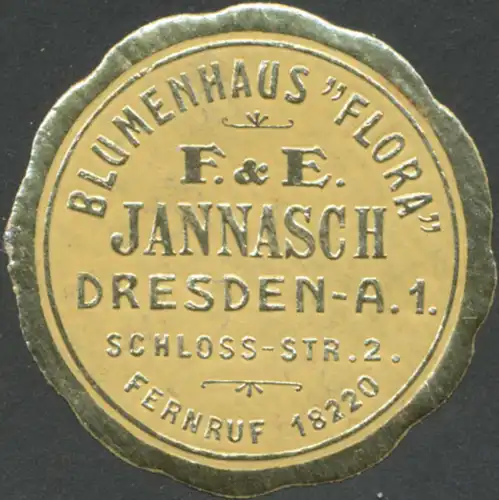 BLUMENHAUS "FLORA"
F. & E.
JANNASCH
DRESDEN-A.1.
SCHLOSS-STR.2.
FERNRUF 18220